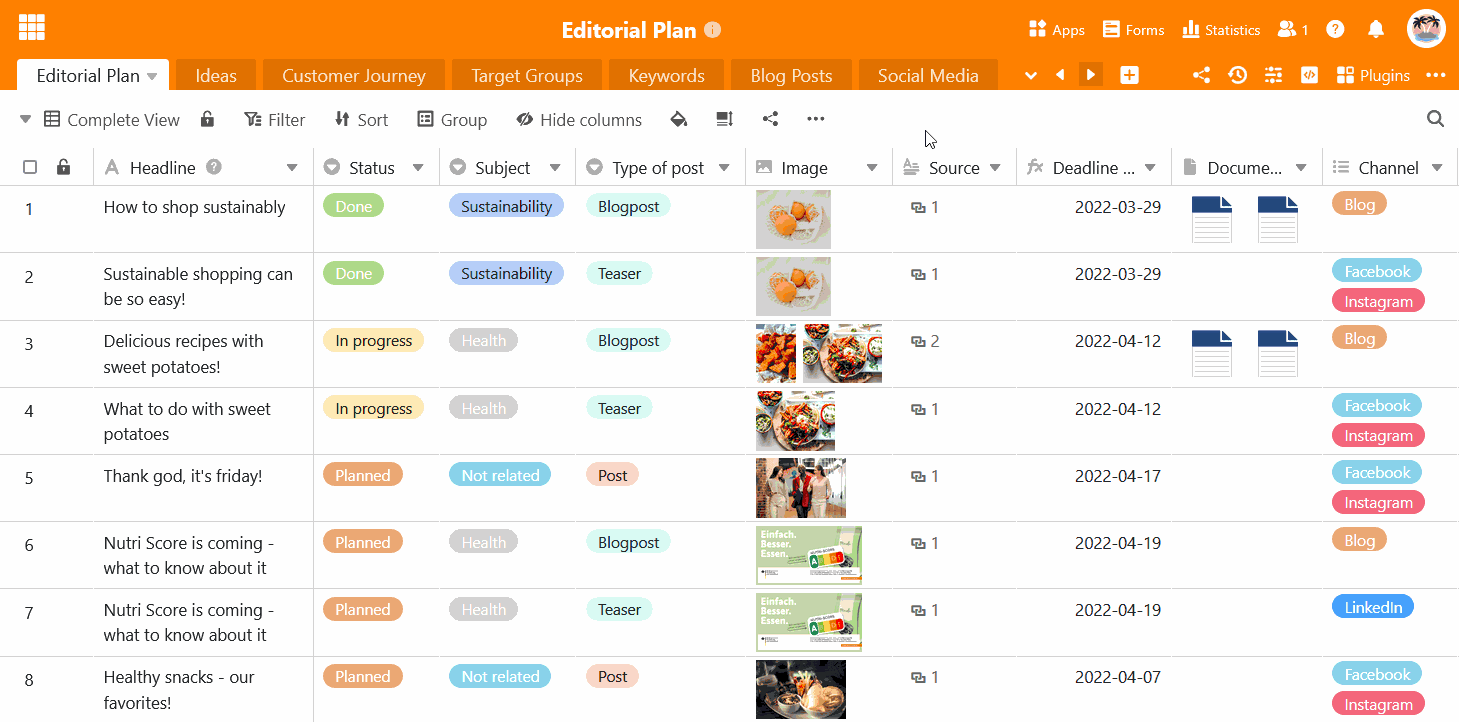 Editorial Plan
Apps
Forms
Statistics
1
Editorial Plan
Ideas
Customer Journey
Target Groups
Keywords
Blog Posts
Social Media
Plugins
Complete View
Filter
Sort
Group
Hide columns
Headline
Status
Subject
Type of post
Image
Source
Deadline ...
Docume...
Channel
1
How to shop sustainably
Done
Sustainability
Blogpost
1
2022-03-29
Blog
2
Sustainable shopping can
be so easy!
Done
Sustainability
Teaser
1
2022-03-29
Facebook
Instagram
3
Delicious recipes with
sweet potatoes!
In progress
Health
Blogpost
2
2022-04-12
Blog
4
What to do with sweet
potatoes
In progress
Health
Teaser
1
2022-04-12
Facebook
Instagram
5
Thank god, it's friday!
Planned
Not related
Post
1
2022-04-17
Facebook
Instagram
6
Nutri Score is coming -
what to know about it
Planned
Health
Blogpost
Einfach.
Besser.
Essen.
1
2022-04-19
Blog
7
Nutri Score is coming -
what to know about it
Planned
Health
Teaser
Einfach.
Besser.
Essen.
1
2022-04-19
LinkedIn
8
Healthy snacks - our
favorites!
Planned
Not related
Post
1
2022-04-07
Facebook
Instagram